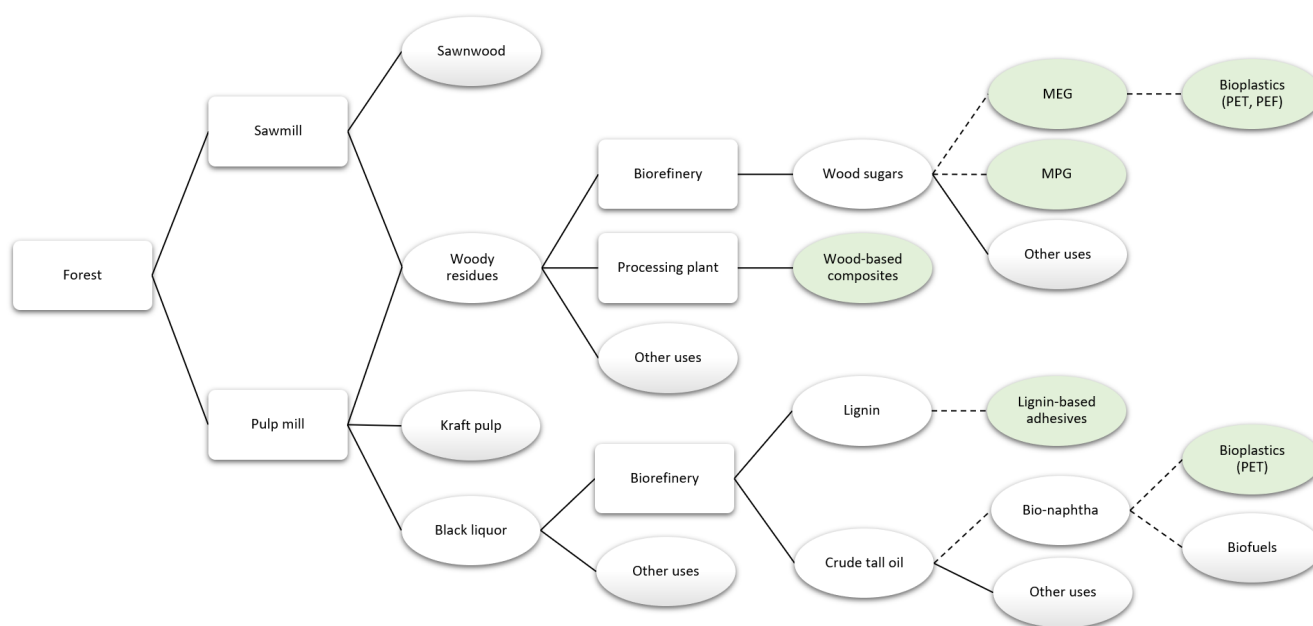 Sawnwood
MEG
Bioplastics
(PET, PEF)
Sawmill
Biorefinery
Wood sugars
MPG
Forest
Woody
residues
Processing plant
Wood-based
composites
Other uses
Other uses
Pulp mill
Kraft pulp
Lignin
Lignin-based
adhesives
Biorefinery
Bioplastics
(PET)
Black liquor
Bio-naphtha
Other uses
Crude tall oil
Biofuels
Other uses